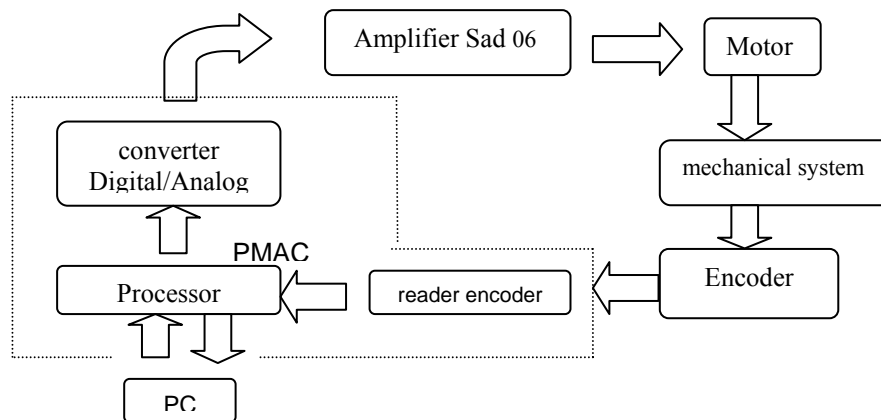 Amplifier Sad 06
Motor
converter
Digital/Analog
mechanical system
PMAC
Processor
reader encoder
Encoder
PC